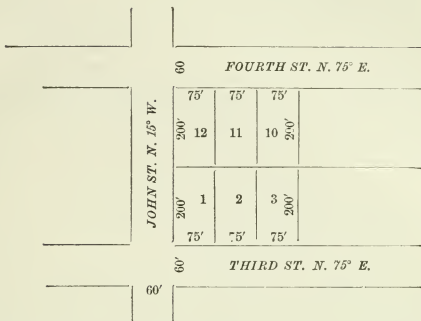 60
FOURTH ST. N. 75° E.
75' 75' 75'
JOHN ST. N. 15° W.
200' 12 11 10 200'
200' 1 2 3 200'
75' 75' 75'
60'
THIRD ST. N. 75° E.
60'